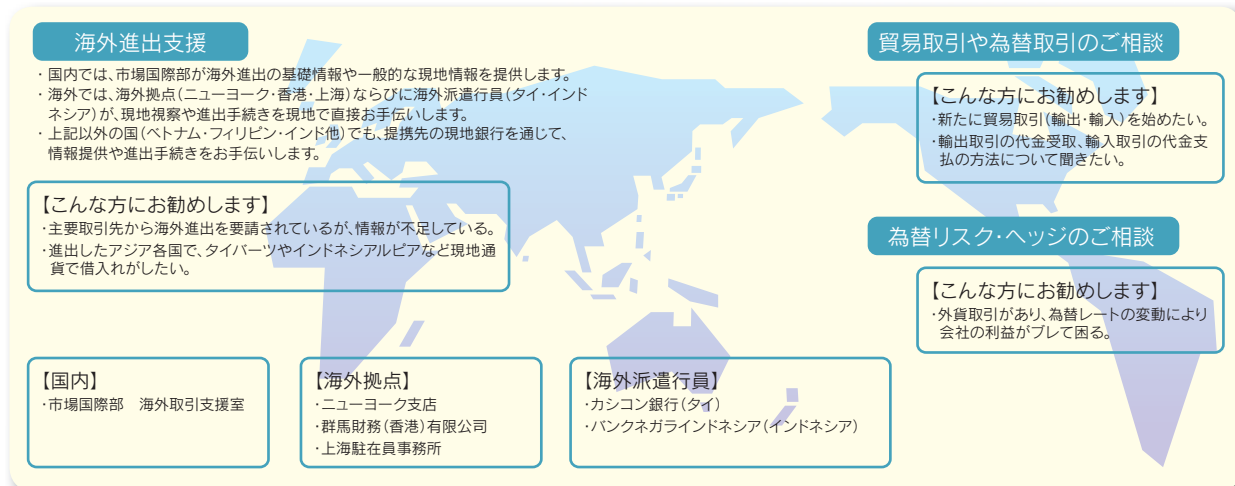 海外進出支援
・国内では、市場国際部が海外進出の基礎情報や一般的な現地情報を提供します。
・海外では、海外拠点（ニューヨーク・香港・上海）ならびに海外派遣行員（タイ・インド
ネシア）が、現地視察や進出手続きを現地で直接お手伝いします。
・上記以外の国（ベトナム・フィリピン・インド他）でも、提携先の現地銀行を通じて、
情報提供や進出手続きをお手伝いします。
【こんな方にお勧めします】
・主要取引先から海外進出を要請されているが、情報が不足している。
・進出したアジア各国で、タイバーツやインドネシアルピアなど現地通
貨で借入れがしたい。
【国内】
・市場国際部　海外取引支援室
【海外拠点】
・ニューヨーク支店
・群馬財務（香港）有限公司
・上海駐在員事務所
【海外派遣行員】
・カシコン銀行（タイ）
・バンクネガラインドネシア（インドネシア）
貿易取引や為替取引のご相談
【こんな方にお勧めします】
・新たに貿易取引（輸出・輸入）を始めたい。
・輸出取引の代金受取、輸入取引の代金支
払の方法について聞きたい。
為替リスク・ヘッジのご相談
【こんな方にお勧めします】
・外貨取引があり、為替レートの変動により
会社の利益がブレて困る。